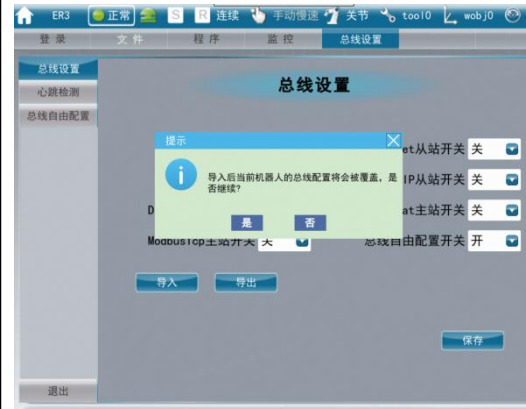 ER3 正常 S R 连续 手动慢速 关节 tool0 wobj0
登录 文件 程序 监控 总线设置
总线设置
心跳检测
总线自由配置
总线设置
提示
导入后当前机器人的总线配置将会被覆盖，是
否继续？
是 否
et从站开关 关
IP从站开关 关
D at主站开关 关
ModbusTcp主站开关 关 总线自由配置开关 开
导入 导出
保存
退出